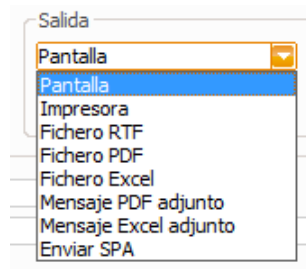 Salida
Pantalla
Pantalla
Impresora
Fichero RTF
Fichero PDF
Fichero Excel
Mensaje PDF adjunto
Mensaje Excel adjunto
Enviar SPA